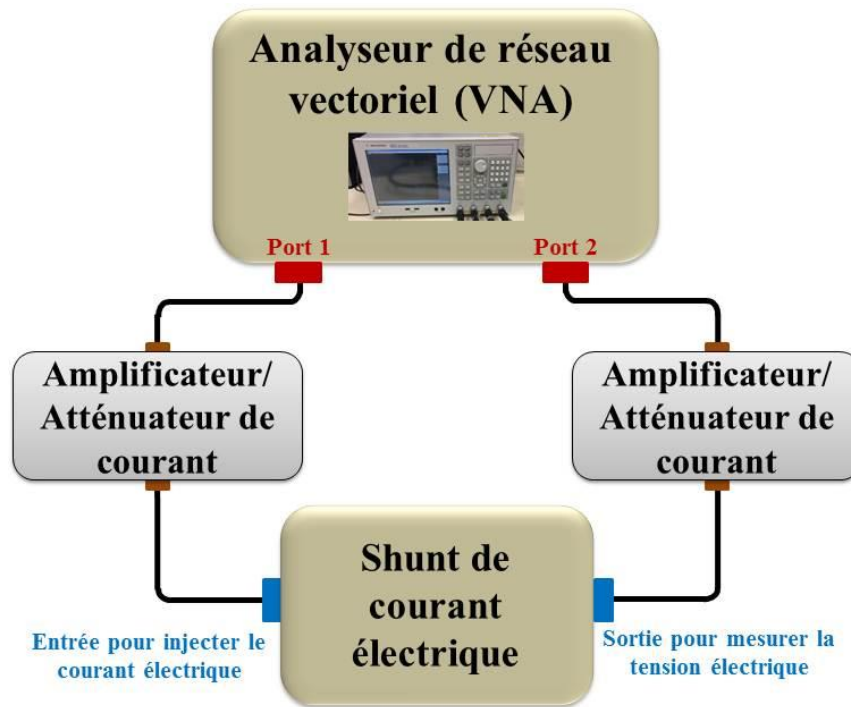 Analyseur de réseau
vectoriel (VNA)
Port 1
Port 2
Amplificateur/
Atténuateur de
courant
Amplificateur/
Atténuateur de
courant
Shunt de
courant
électrique
Entrée pour injecter le
courant électrique
Sortie pour mesurer la
tension électrique